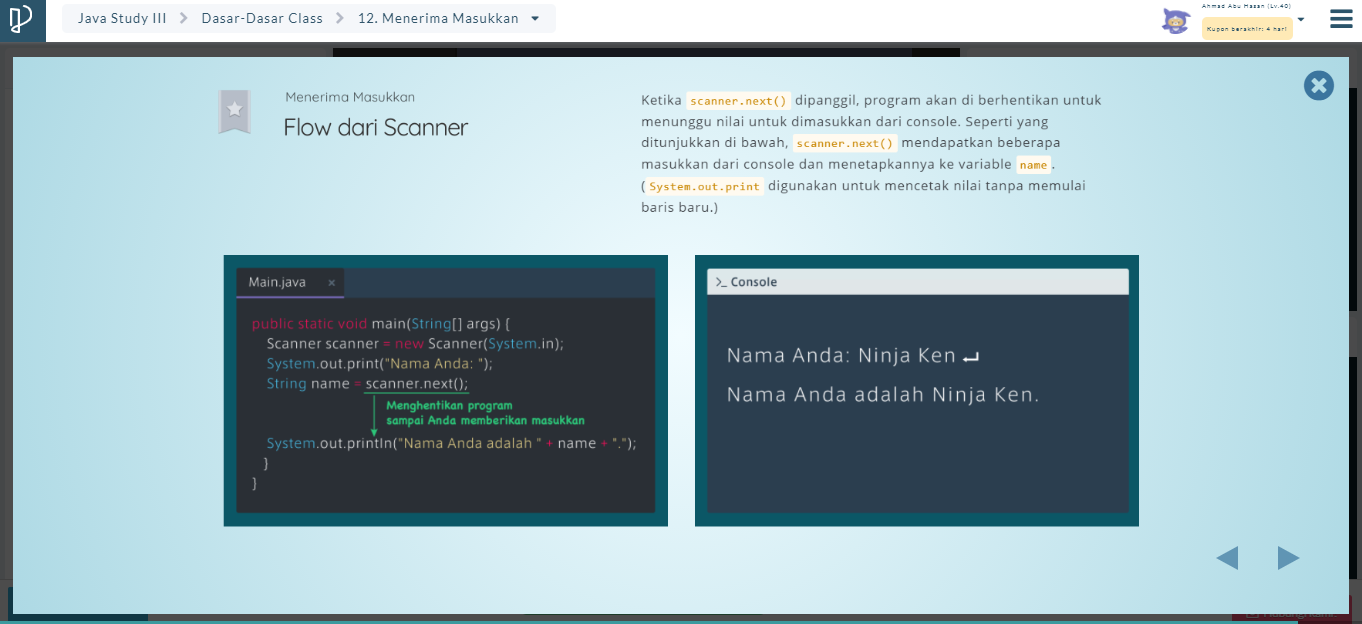 Java Study III > Dasar-Dasar Class > 12. Menerima Masukkan
Ahmad Abu Hasan (Lv.40)
Kupon berakhir: 4 hari
Menerima Masukkan
Flow dari Scanner
Ketika scanner.next() dipanggil, program akan di berhentikan untuk
menunggu nilai untuk dimasukkan dari console. Seperti yang
ditunjukkan di bawah, scanner.next() mendapatkan beberapa
masukkan dari console dan menetapkannya ke variable name.
(System.out.print digunakan untuk mencetak nilai tanpa memulai
baris baru.)
Main.java ×
public static void main(String[] args) {
Scanner scanner = new Scanner(System.in);
System.out.print("Nama Anda: ");
String name = scanner.next();
Menghentikan program
sampai Anda memberikan masukkan
System.out.println("Nama Anda adalah " + name + ".");
}
}
>_ Console
Nama Anda: Ninja Ken ↵
Nama Anda adalah Ninja Ken.